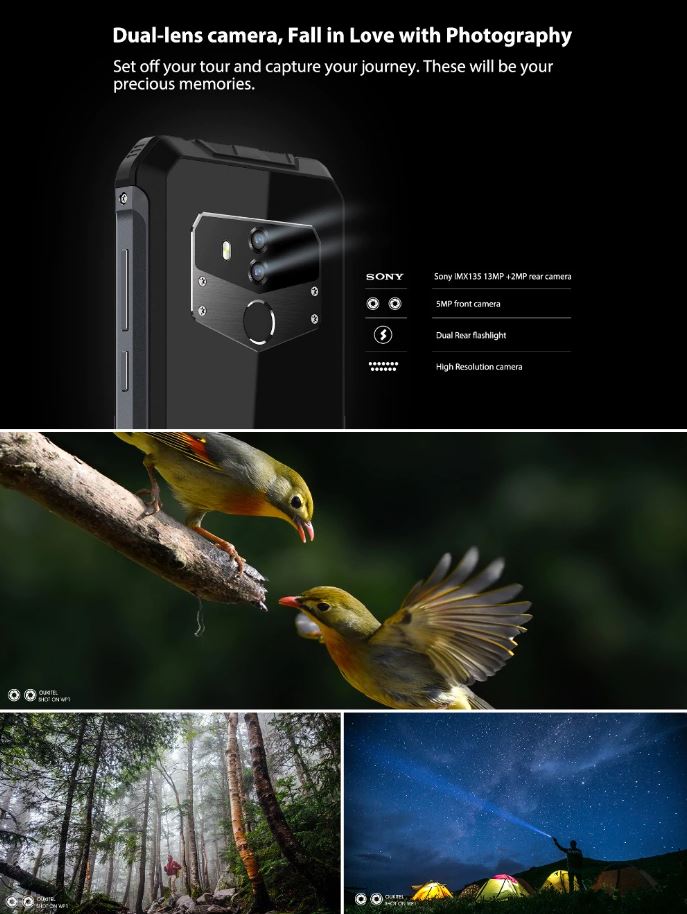 Dual-lens camera, Fall in Love with Photography
Set off your tour and capture your journey. These will be your
precious memories.
SONY Sony IMX135 13MP +2MP rear camera
5MP front camera
Dual Rear flashlight
High Resolution camera
OUKITEL
SHOT ON WP1
OUKITEL
SHOT ON WP1
OUKITEL
SHOT ON WP1